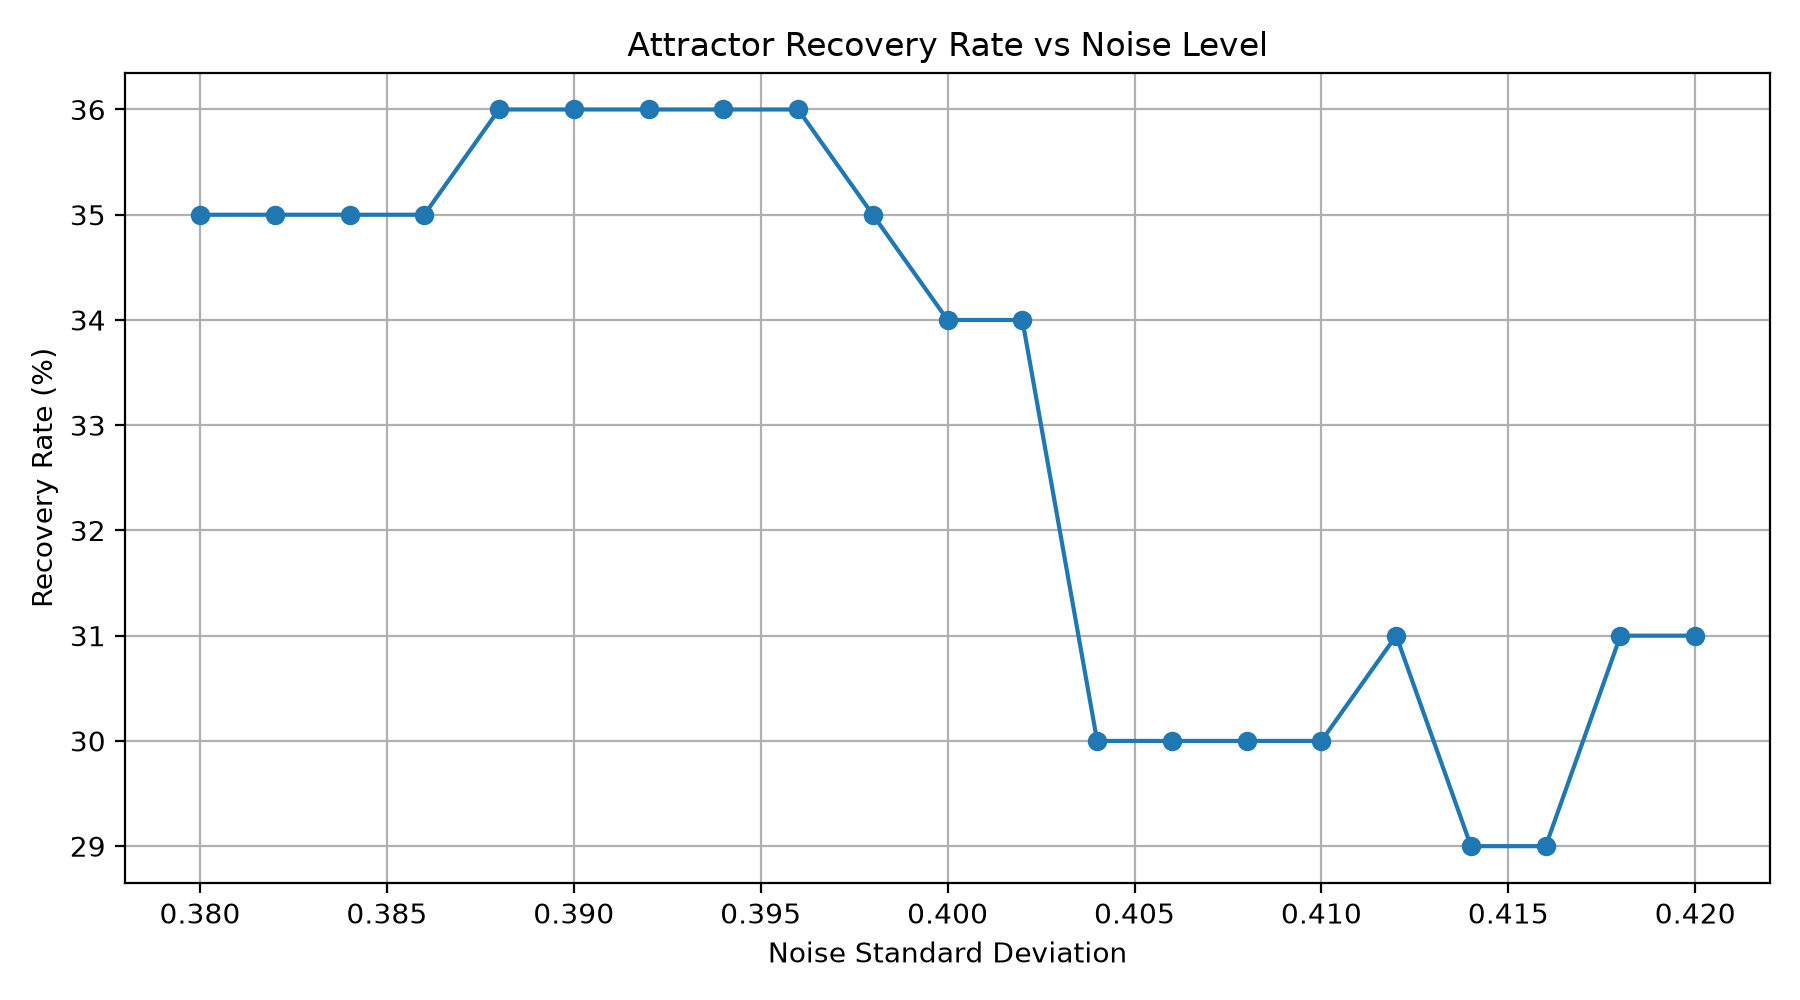 Attractor Recovery Rate vs Noise Level
Recovery Rate (%)
36
35
34
33
32
31
30
29
0.380 0.385 0.390 0.395 0.400 0.405 0.410 0.415 0.420
Noise Standard Deviation